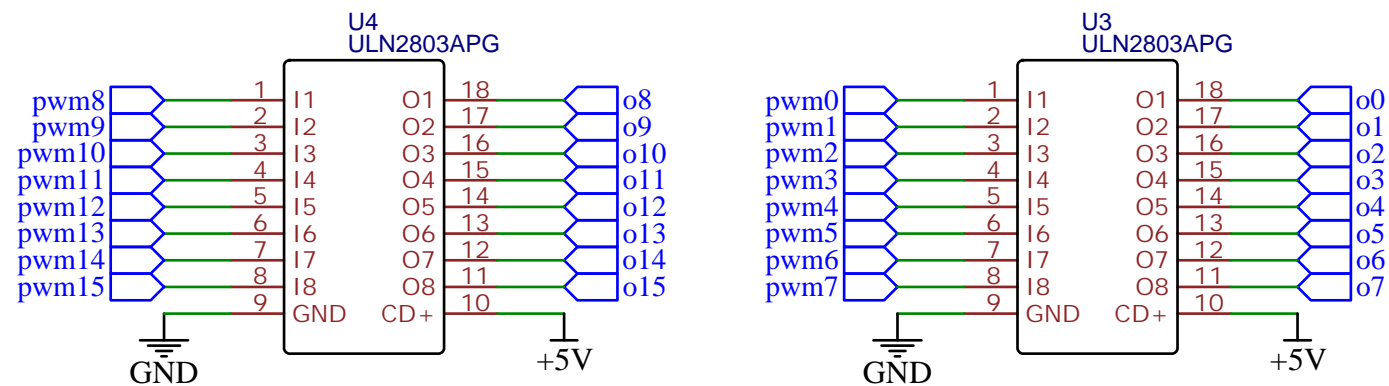 U4
ULN2803APG
pwm8 1 I1 O1 18 o8
pwm9 2 I2 O2 17 o9
pwm10 3 I3 O3 16 o10
pwm11 4 I4 O4 15 o11
pwm12 5 I5 O5 14 o12
pwm13 6 I6 O6 13 o13
pwm14 7 I7 O7 12 o14
pwm15 8 I8 O8 11 o15
9 GND CD+ 10
GND +5V
U3
ULN2803APG
pwm0 1 I1 O1 18 o0
pwm1 2 I2 O2 17 o1
pwm2 3 I3 O3 16 o2
pwm3 4 I4 O4 15 o3
pwm4 5 I5 O5 14 o4
pwm5 6 I6 O6 13 o5
pwm6 7 I7 O7 12 o6
pwm7 8 I8 O8 11 o7
9 GND CD+ 10
GND +5V